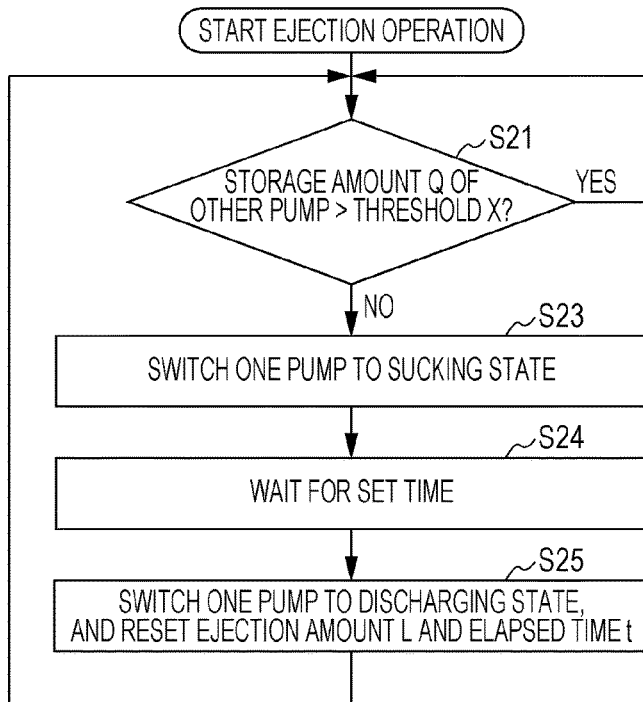 START EJECTION OPERATION
S21
STORAGE AMOUNT Q OF
OTHER PUMP > THRESHOLD X?
YES
NO
S23
SWITCH ONE PUMP TO SUCKING STATE
S24
WAIT FOR SET TIME
S25
SWITCH ONE PUMP TO DISCHARGING STATE,
AND RESET EJECTION AMOUNT L AND ELAPSED TIME t